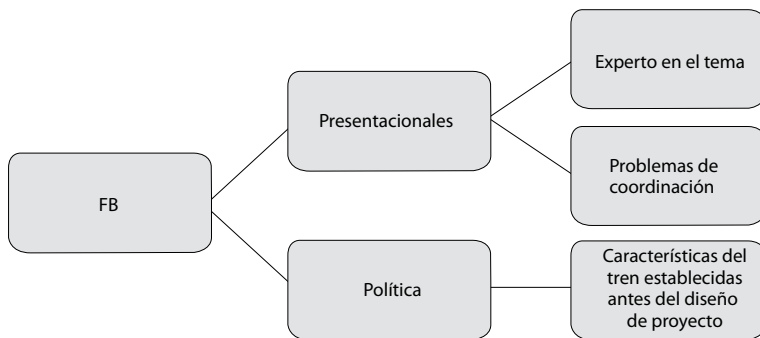 FB
Presentacionales
Experto en el tema
Problemas de
coordinación
Política
Características del
tren establecidas
antes del diseño
de proyecto